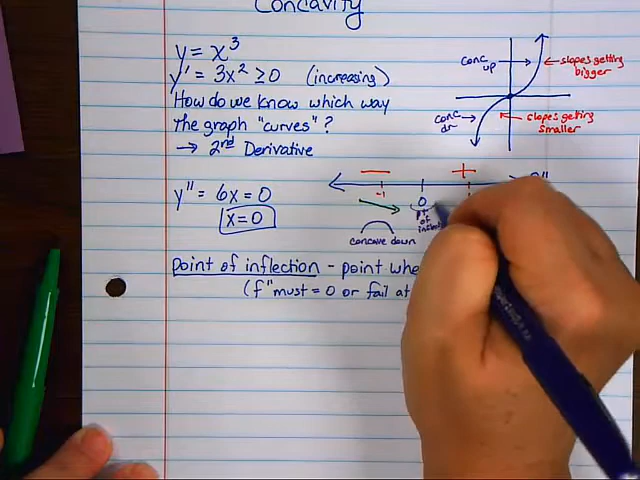 Concavity
y = x³
y' = 3x² ≥ 0 (increasing)
How do we know which way
the graph "curves"?
→ 2nd Derivative
conc up
slopes getting bigger
conc dn
slopes getting smaller
y" = 6x = 0
x = 0
− +
-1 0
pt. of
concave down
Point of inflection - point
(f" must = 0 or fail at